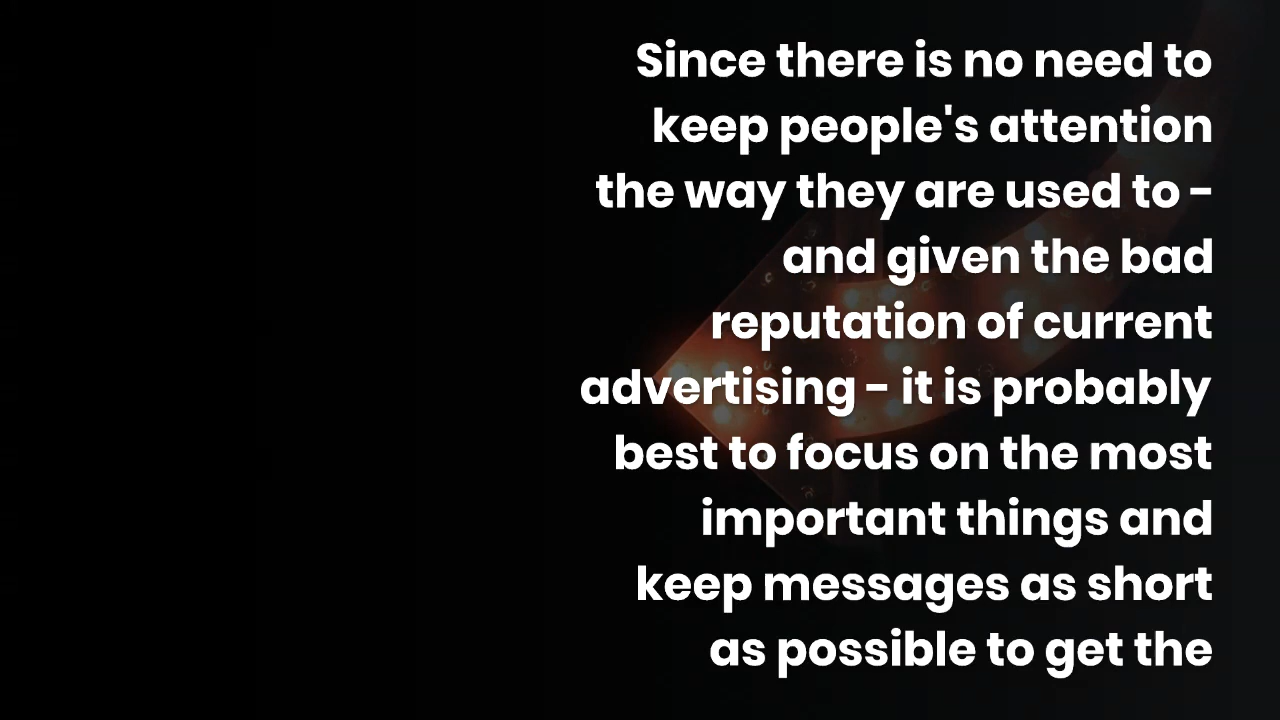 Since there is no need to
keep people's attention
the way they are used to -
and given the bad
reputation of current
advertising - it is probably
best to focus on the most
important things and
keep messages as short
as possible to get the